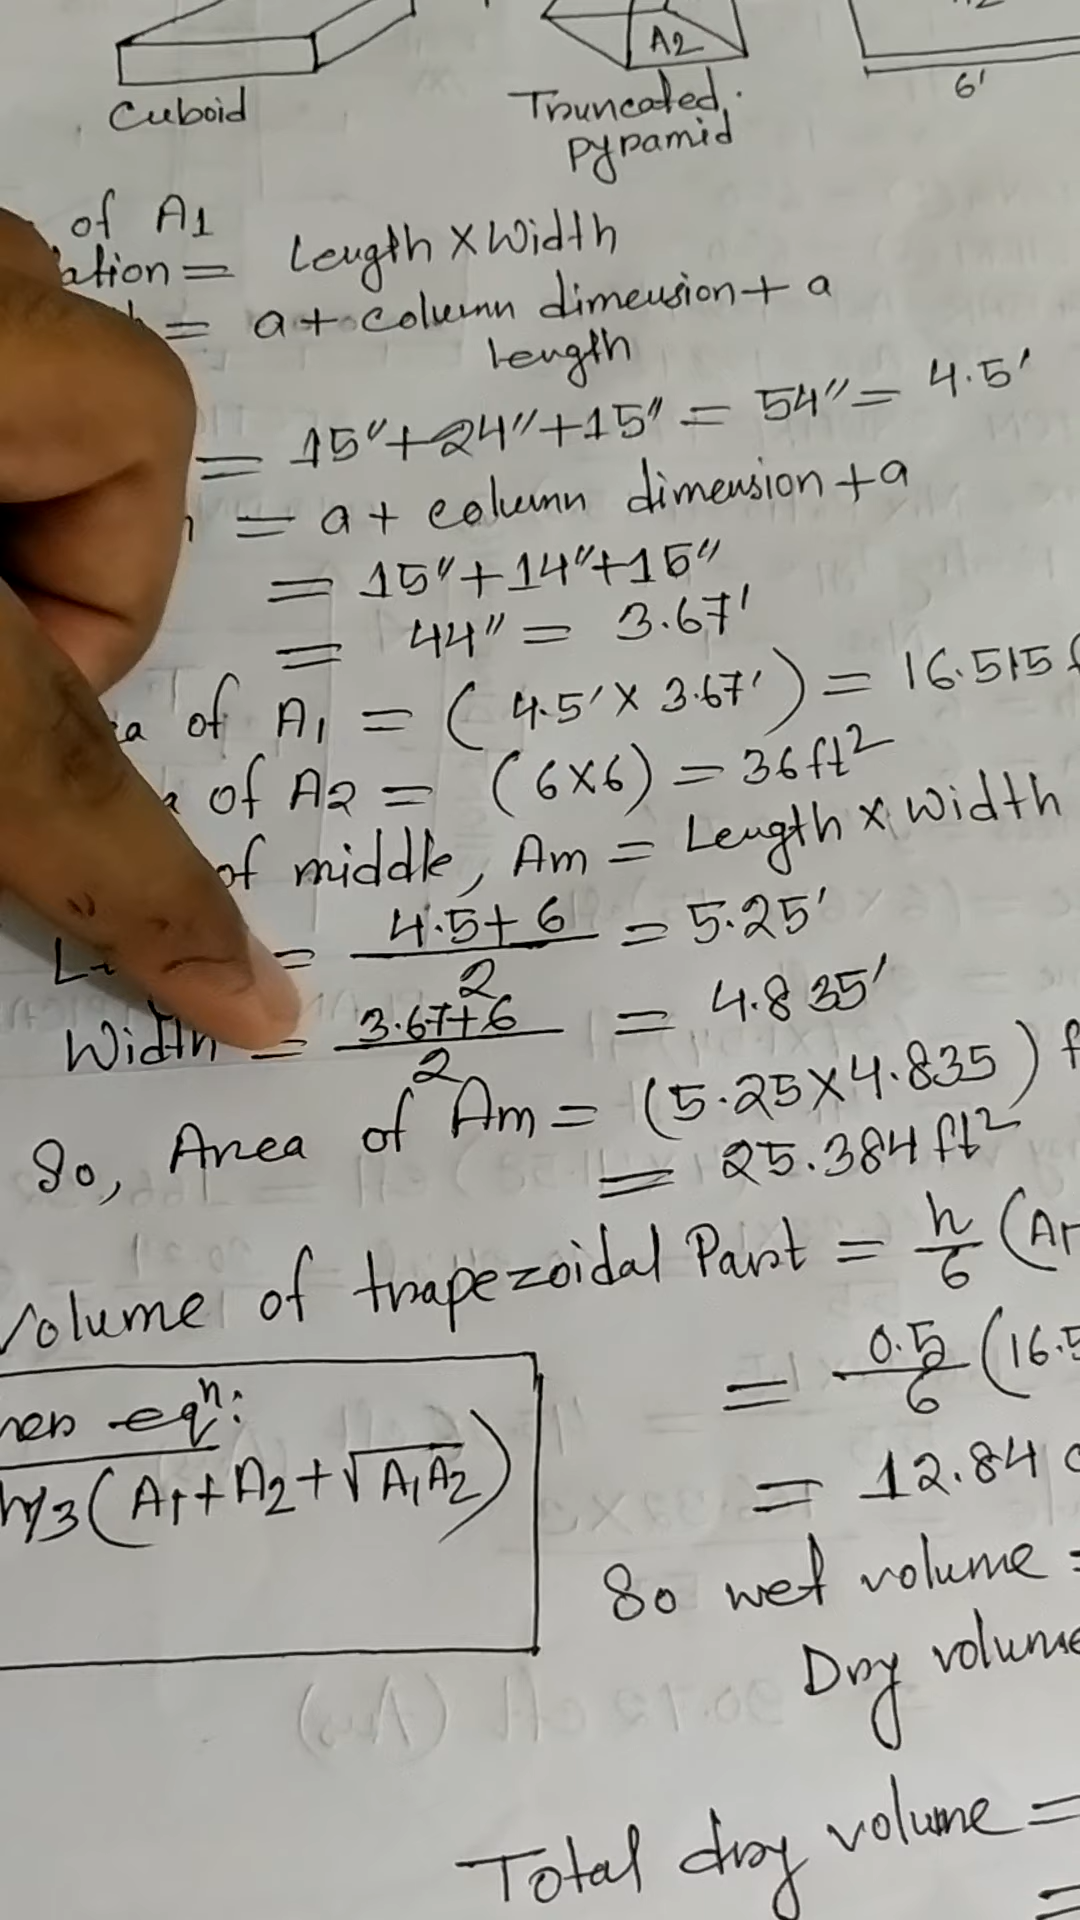 A2
Cuboid
Truncated
pyramid
6'
of A1
ation = Length X Width
= a + column dimension + a
length
= 15" + 24" + 15" = 54" = 4.5'
= a + column dimension + a
= 15" + 14" + 15"
= 44" = 3.67'
a of A1 = (4.5' X 3.67') = 16.515 f
of A2 = (6X6) = 36 ft²
of middle, Am = Length X Width
L = 4.5 + 6 / 2 = 5.25'
Width = 3.67 + 6 / 2 = 4.835'
So, Area of Am = (5.25 X 4.835) f
= 25.384 ft²
Volume of trapezoidal Part = h/6 (A1
= 0.5/6 (16.5
= 12.84 c
eqⁿ:
h/3 (A1 + A2 + √A1A2)
So wet volume =
Dry volume
Total dry volume =
=